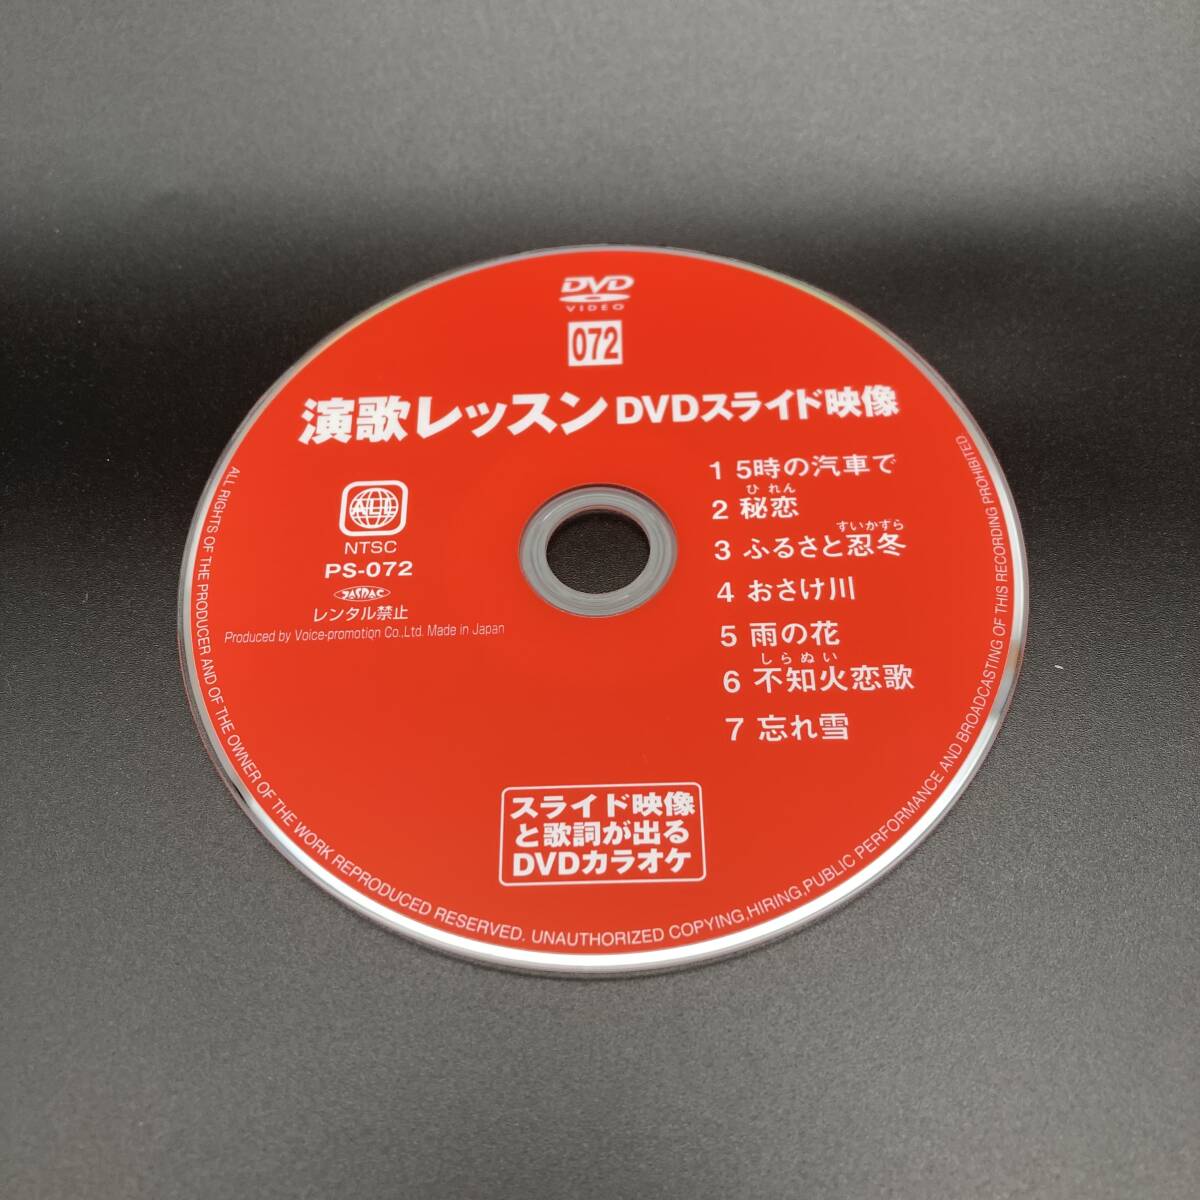 DVD
VIDEO
072
演歌レッスン DVDスライド映像
ALL
NTSC
PS-072
JASRAC
レンタル禁止
Produced by Voice-promotion Co.,Ltd. Made in Japan
1 5時の汽車で
ひれん
2 秘恋
すいかずら
3 ふるさと忍冬
4 おさけ川
5 雨の花
しらぬい
6 不知火恋歌
7 忘れ雪
スライド映像
と歌詞が出る
DVDカラオケ
ALL RIGHTS OF THE PRODUCER AND OF THE OWNER OF THE WORK REPRODUCED RESERVED. UNAUTHORIZED COPYING,HIRING,PUBLIC PERFORMANCE AND BROADCASTING OF THIS RECORDING PROHIBITED.